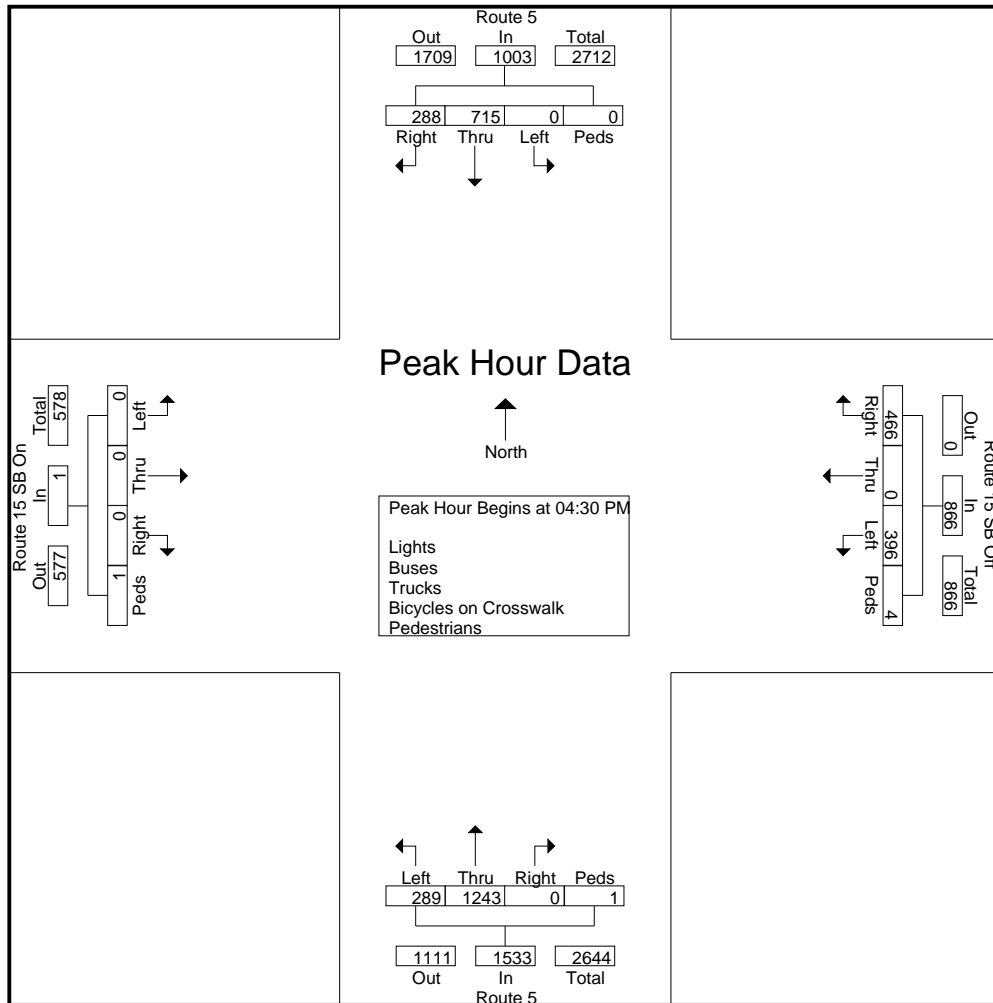 Route 5
Out In Total
1709 1003 2712
288 715 0 0
Right Thru Left Peds
Peak Hour Data
North
Peak Hour Begins at 04:30 PM
Lights
Buses
Trucks
Bicycles on Crosswalk
Pedestrians
Route 15 SB On
Out In Total
577 1 578
1 0 0 0
Peds Right Thru Left
Route 15 SB Off
Out In Total
0 866 866
466 0 396 4
Right Thru Left Peds
Left Thru Right Peds
289 1243 0 1
1111 1533 2644
Out In Total
Route 5